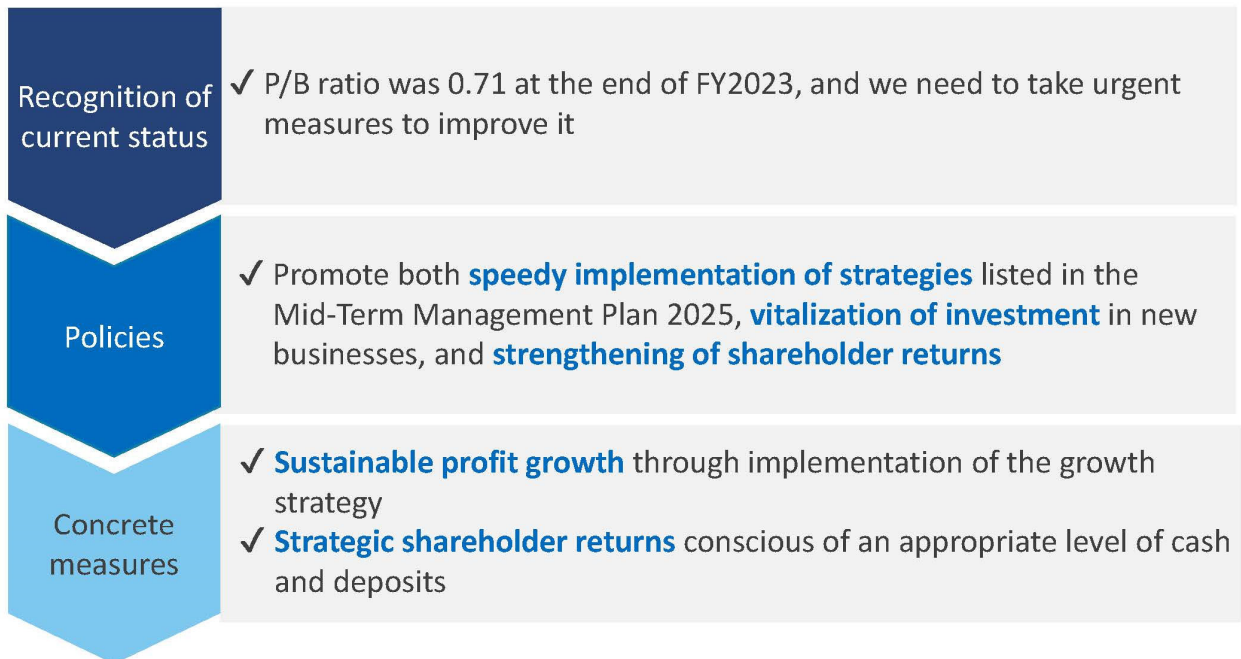 Recognition of
current status
✓ P/B ratio was 0.71 at the end of FY2023, and we need to take urgent
measures to improve it
Policies
✓ Promote both speedy implementation of strategies listed in the
Mid-Term Management Plan 2025, vitalization of investment in new
businesses, and strengthening of shareholder returns
Concrete
measures
✓ Sustainable profit growth through implementation of the growth
strategy
✓ Strategic shareholder returns conscious of an appropriate level of cash
and deposits